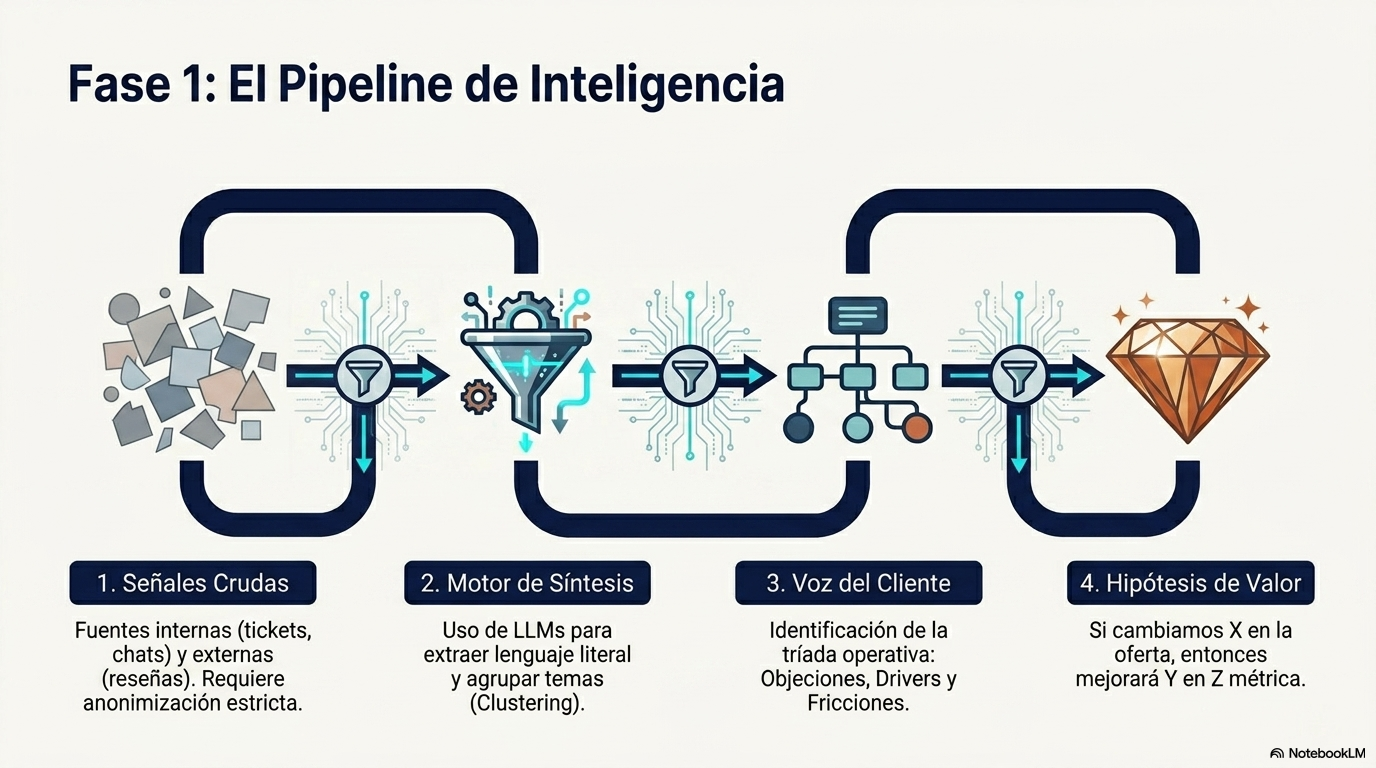 Fase 1: El Pipeline de Inteligencia
1. Señales Crudas
Fuentes internas (tickets,
chats) y externas
(reseñas). Requiere
anonimización estricta.
2. Motor de Síntesis
Uso de LLMs para
extraer lenguaje literal
y agrupar temas
(Clustering).
3. Voz del Cliente
Identificación de la
tríada operativa:
Objeciones, Drivers y
Fricciones.
4. Hipótesis de Valor
Si cambiamos X en la
oferta, entonces
mejorará Y en Z métrica.
NotebookLM